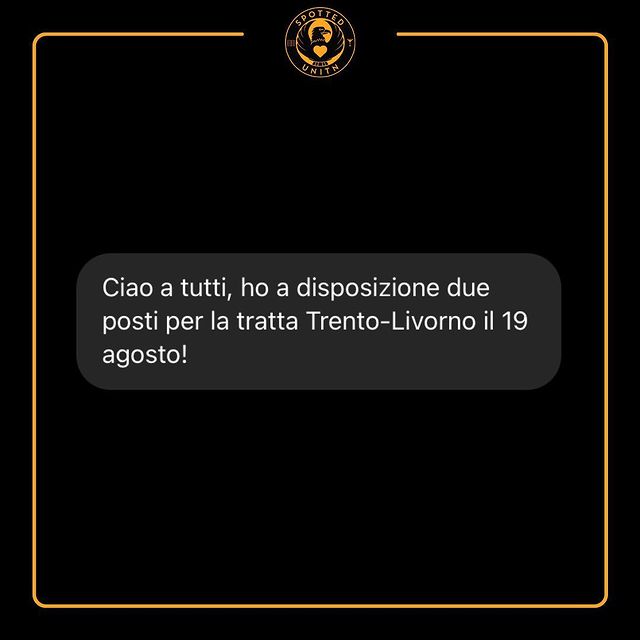 SPOTTED
UNITN
Ciao a tutti, ho a disposizione due
posti per la tratta Trento-Livorno il 19
agosto!